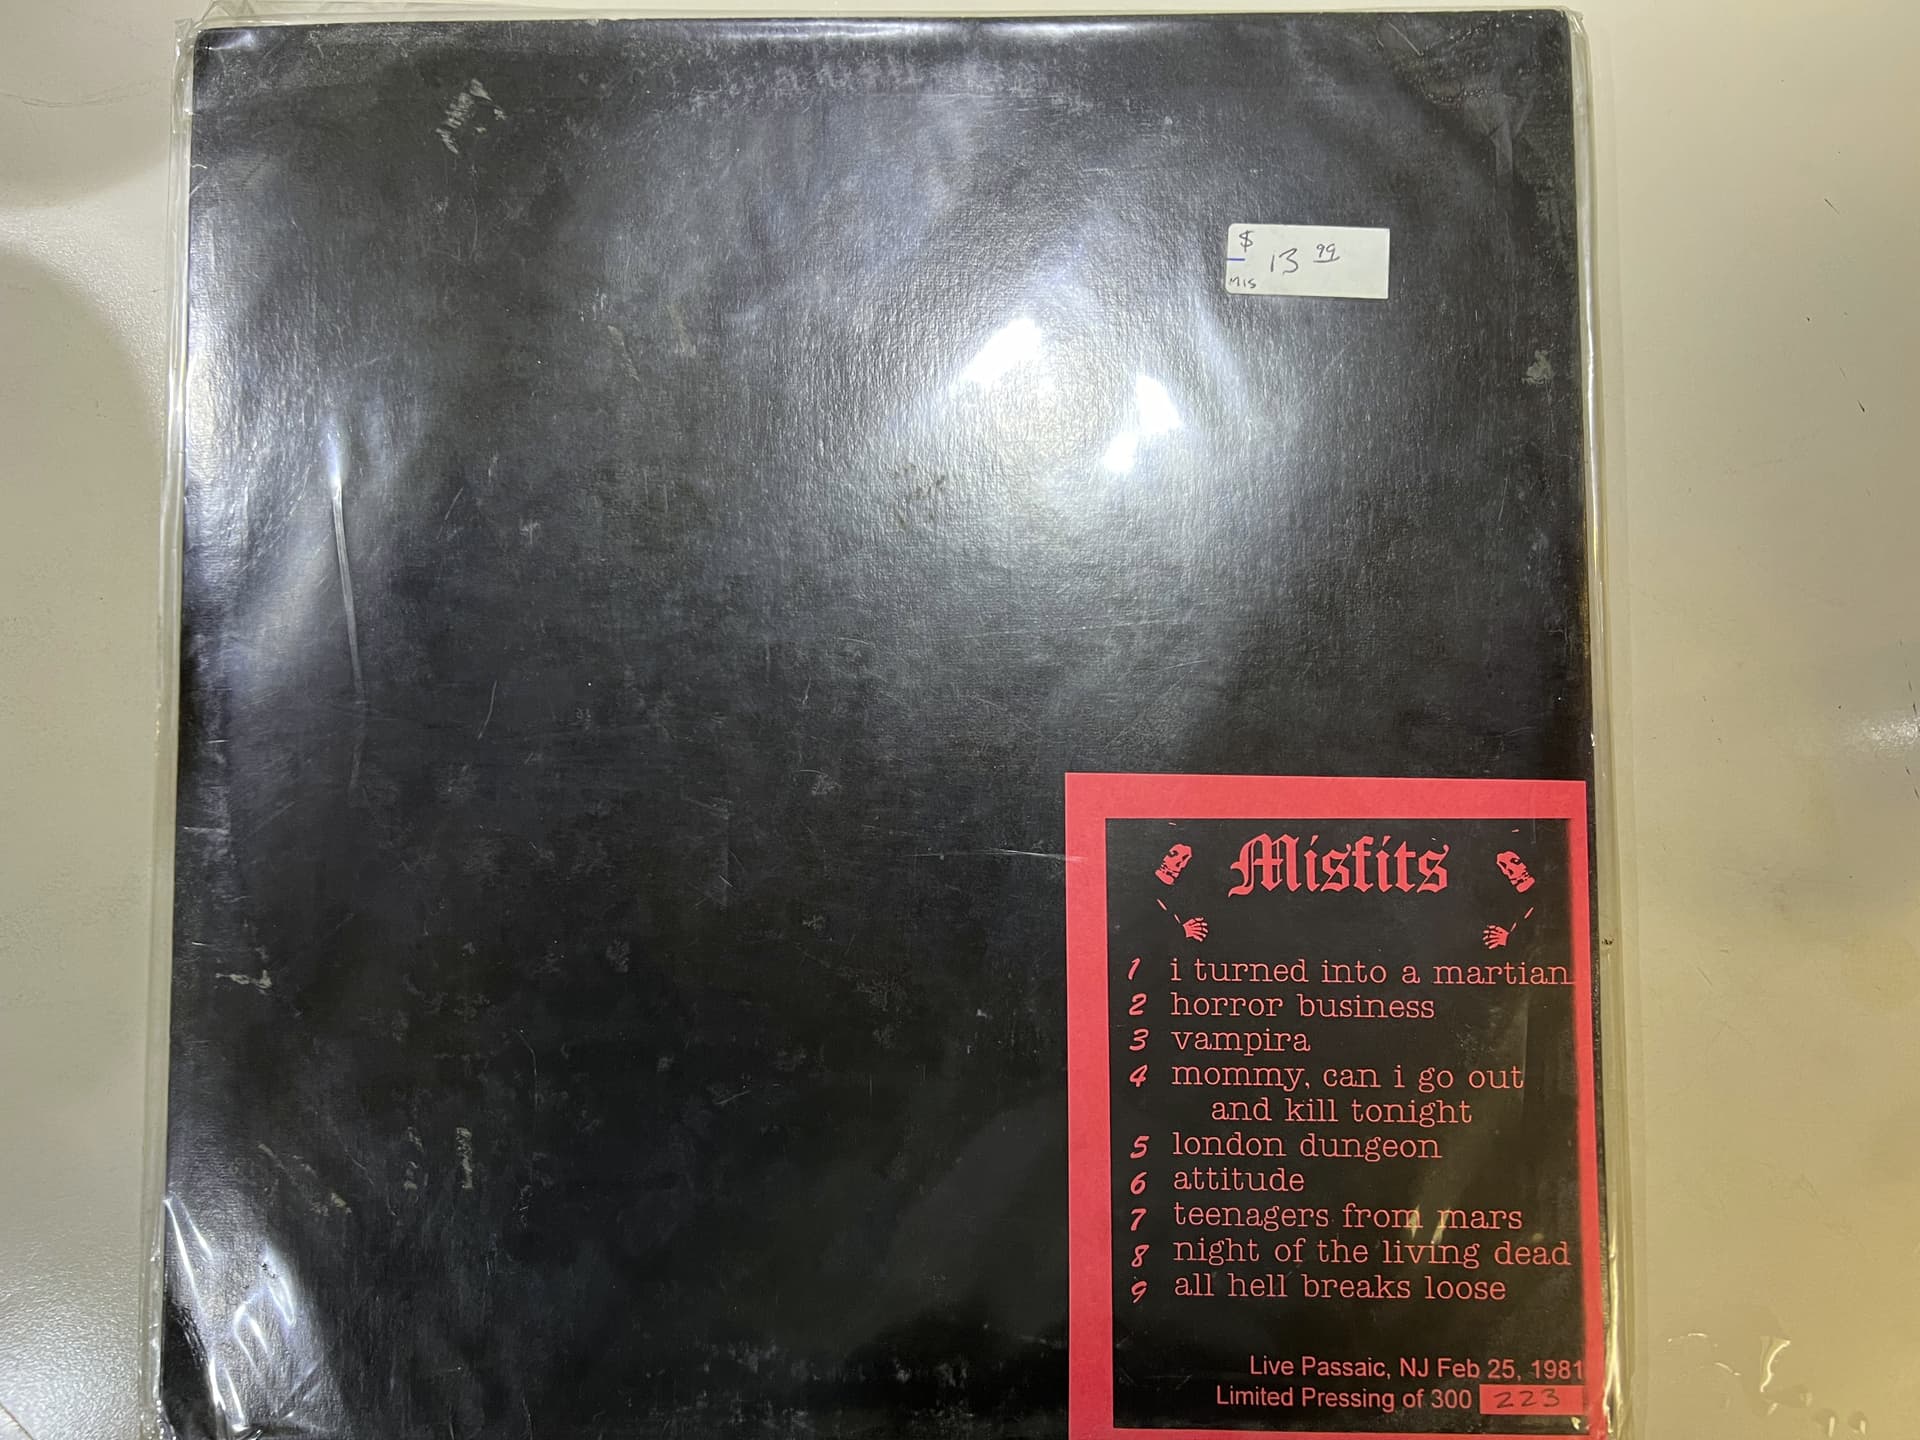 $ 13 99
MIS
Misfits
1 i turned into a martian
2 horror business
3 vampira
4 mommy, can i go out
and kill tonight
5 london dungeon
6 attitude
7 teenagers from mars
8 night of the living dead
9 all hell breaks loose
Live Passaic, NJ Feb 25, 1981
Limited Pressing of 300 223